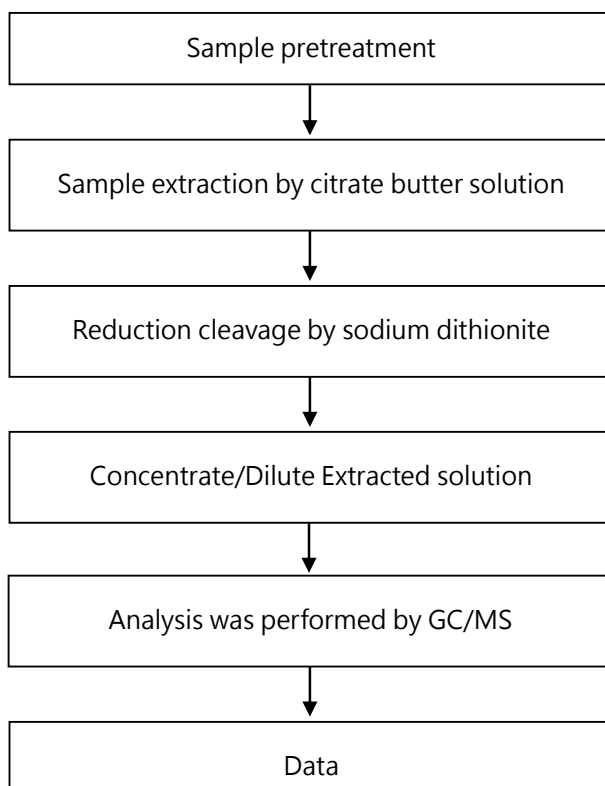 Sample pretreatment
Sample extraction by citrate butter solution
Reduction cleavage by sodium dithionite
Concentrate/Dilute Extracted solution
Analysis was performed by GC/MS
Data